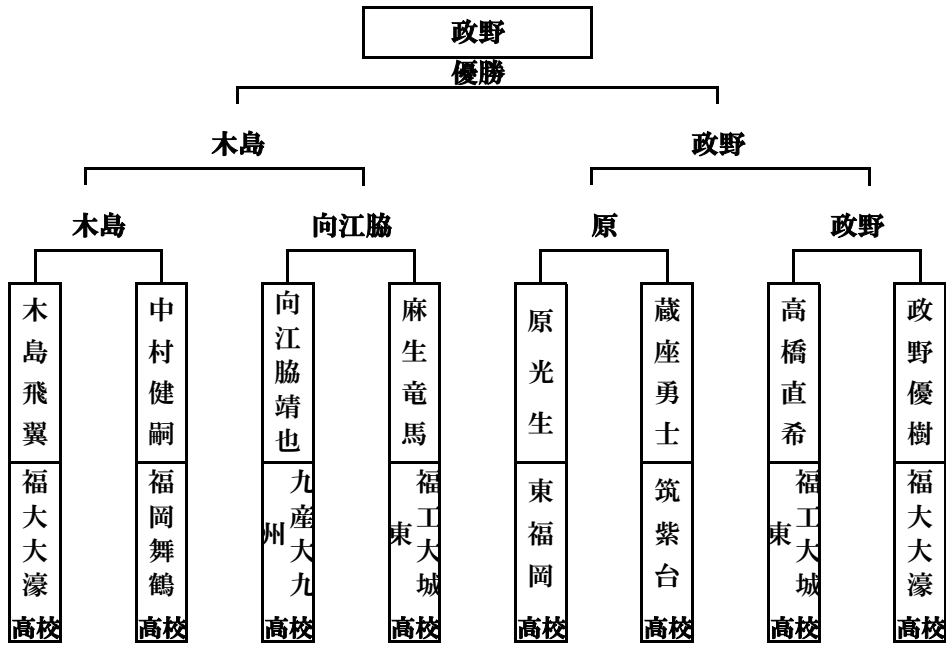 政野
優勝
木島
政野
木島
向江脇
原
政野
木島飛翼
中村健嗣
向江脇靖也
麻生竜馬
原光生
蔵座勇士
高橋直希
政野優樹
福大大濠
福岡舞鶴
九産大九
州
福工大城
東
東福岡
筑紫台
福工大城
東
福大大濠
高校
高校
高校
高校
高校
高校
高校
高校